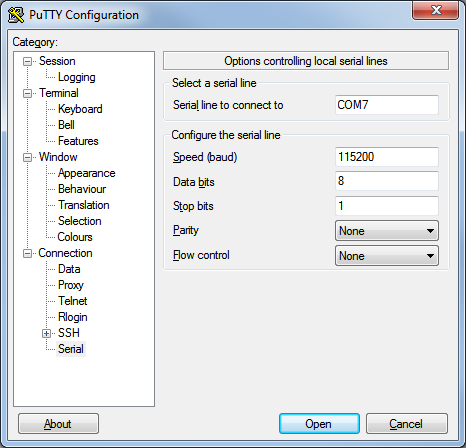 PuTTY Configuration
Category:
Session
Logging
Terminal
Keyboard
Bell
Features
Window
Appearance
Behaviour
Translation
Selection
Colours
Connection
Data
Proxy
Telnet
Rlogin
SSH
Serial
Options controlling local serial lines
Select a serial line
Serial line to connect to COM7
Configure the serial line
Speed (baud) 115200
Data bits 8
Stop bits 1
Parity None
Flow control None
About Open Cancel